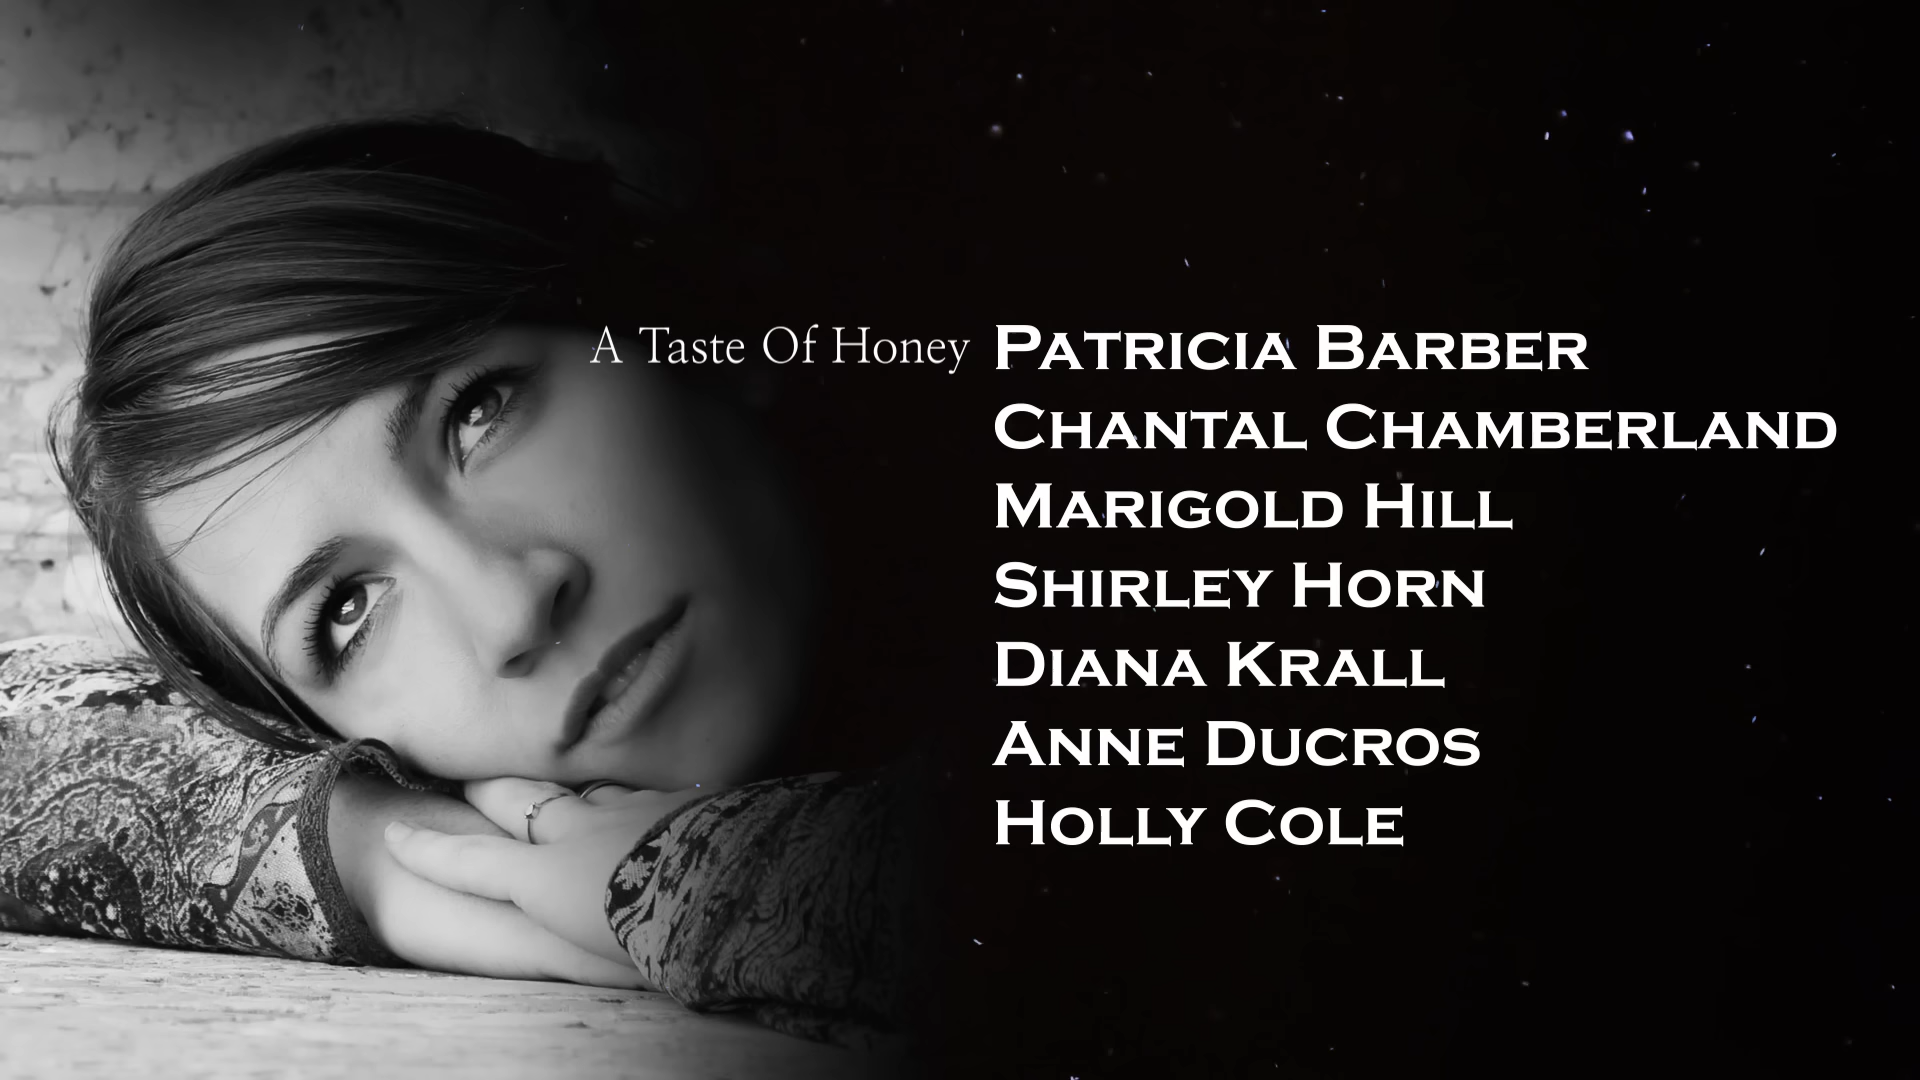 A Taste Of Honey PATRICIA BARBER
CHANTAL CHAMBERLAND
MARIGOLD HILL
SHIRLEY HORN
DIANA KRALL
ANNE DUCROS
HOLLY COLE